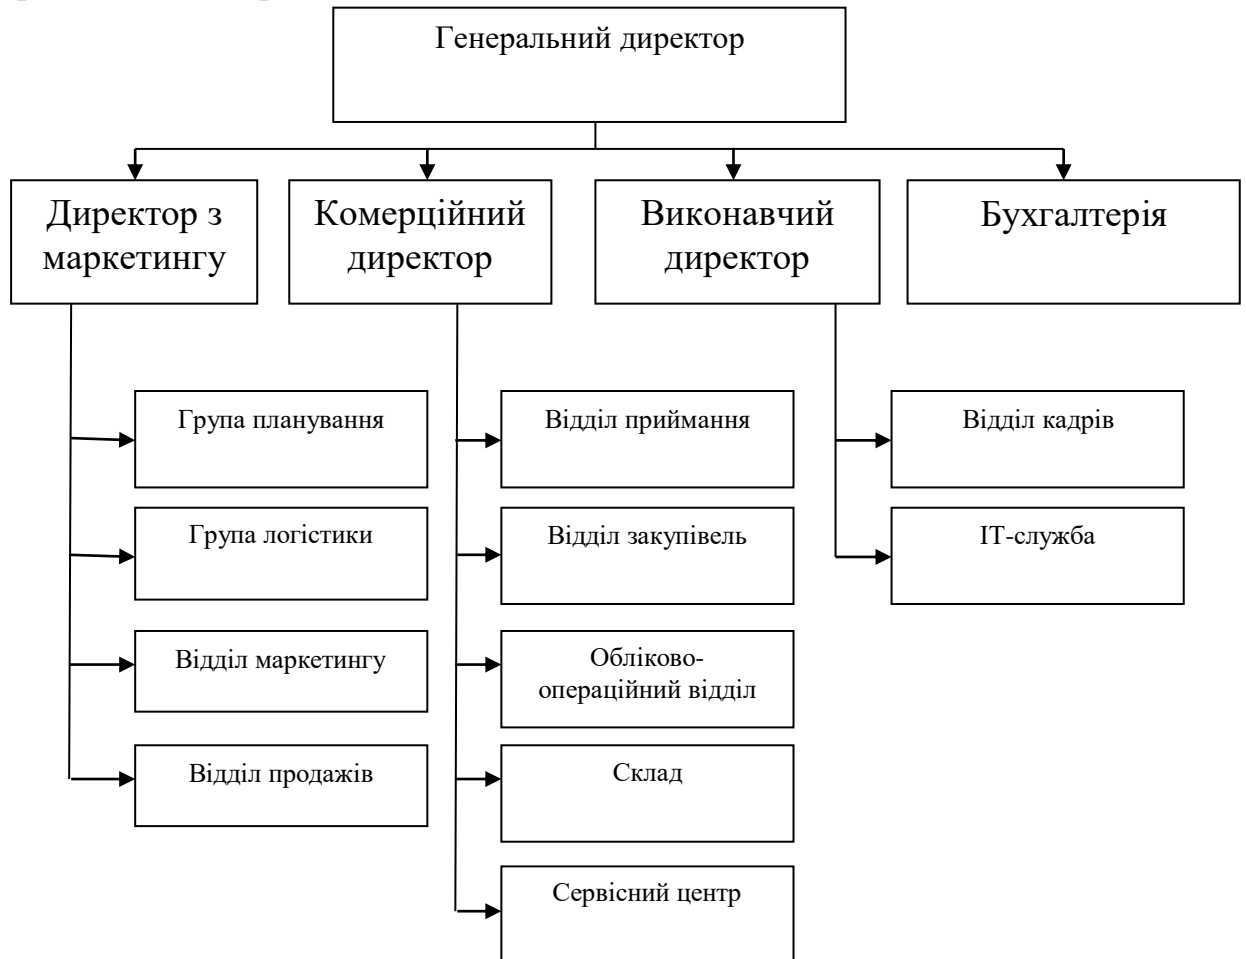 Генеральний директор
Директор з
маркетингу
Комерційний
директор
Виконавчий
директор
Бухгалтерія
Група планування
Відділ приймання
Відділ кадрів
Група логістики
Відділ закупівель
ІТ-служба
Відділ маркетингу
Обліково-
операційний відділ
Відділ продажів
Склад
Сервісний центр